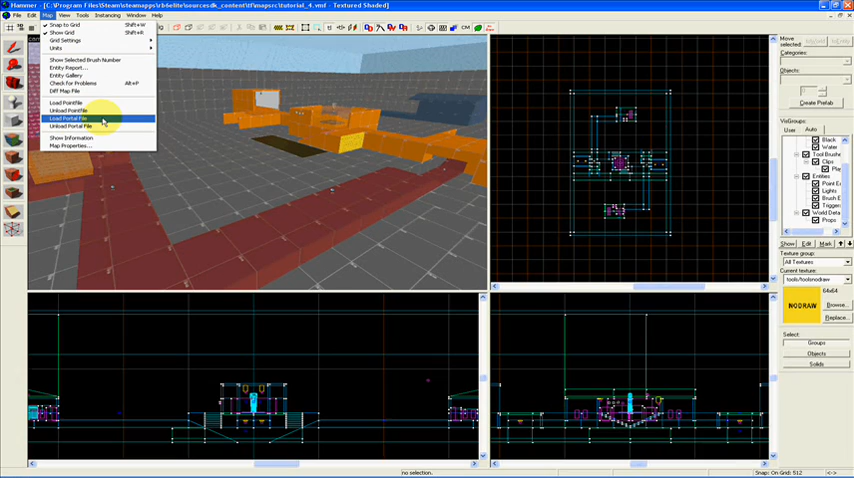 Hammer - [C:\Program Files\Steam\steamapps\rb6elite\sourcesdk_content\tf\mapsrc\tutorial_4.vmf - Textured Shaded]
File Edit Map View Tools Instancing Window Help
Snap to Grid Shift+W
Show Grid Shift+R
Grid Settings
Units
Show Selected Brush Number
Entity Report...
Entity Gallery
Check for Problems Alt+P
Diff Map File
Load Pointfile
Unload Pointfile
Load Portal File
Unload Portal File
Show Information
Map Properties...
Move
selected:
Categories:
Objects:
Create Prefab
VisGroups:
User Auto
Black
Water
Tool Brushe
Clips
Entities
Point E
Lights
Brush E
Triggers
World Deta
Props
Show Edit Mark
Texture group:
All Textures
Current texture:
tools/toolsnodraw
64x64
NODRAW
Browse...
Replace...
Select:
Groups
Objects
Solids
no selection.
Snap: On Grid: 512